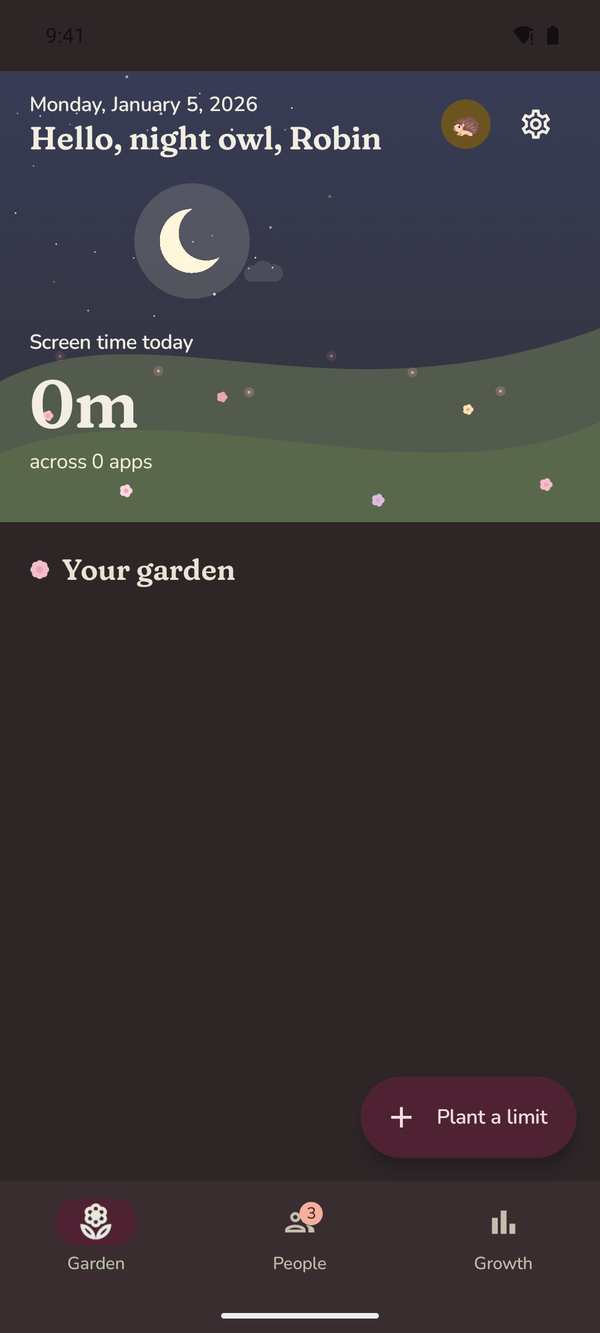 9:41
Monday, January 5, 2026
Hello, night owl, Robin
Screen time today
0m
across 0 apps
Your garden
Plant a limit
3
Garden
People
Growth